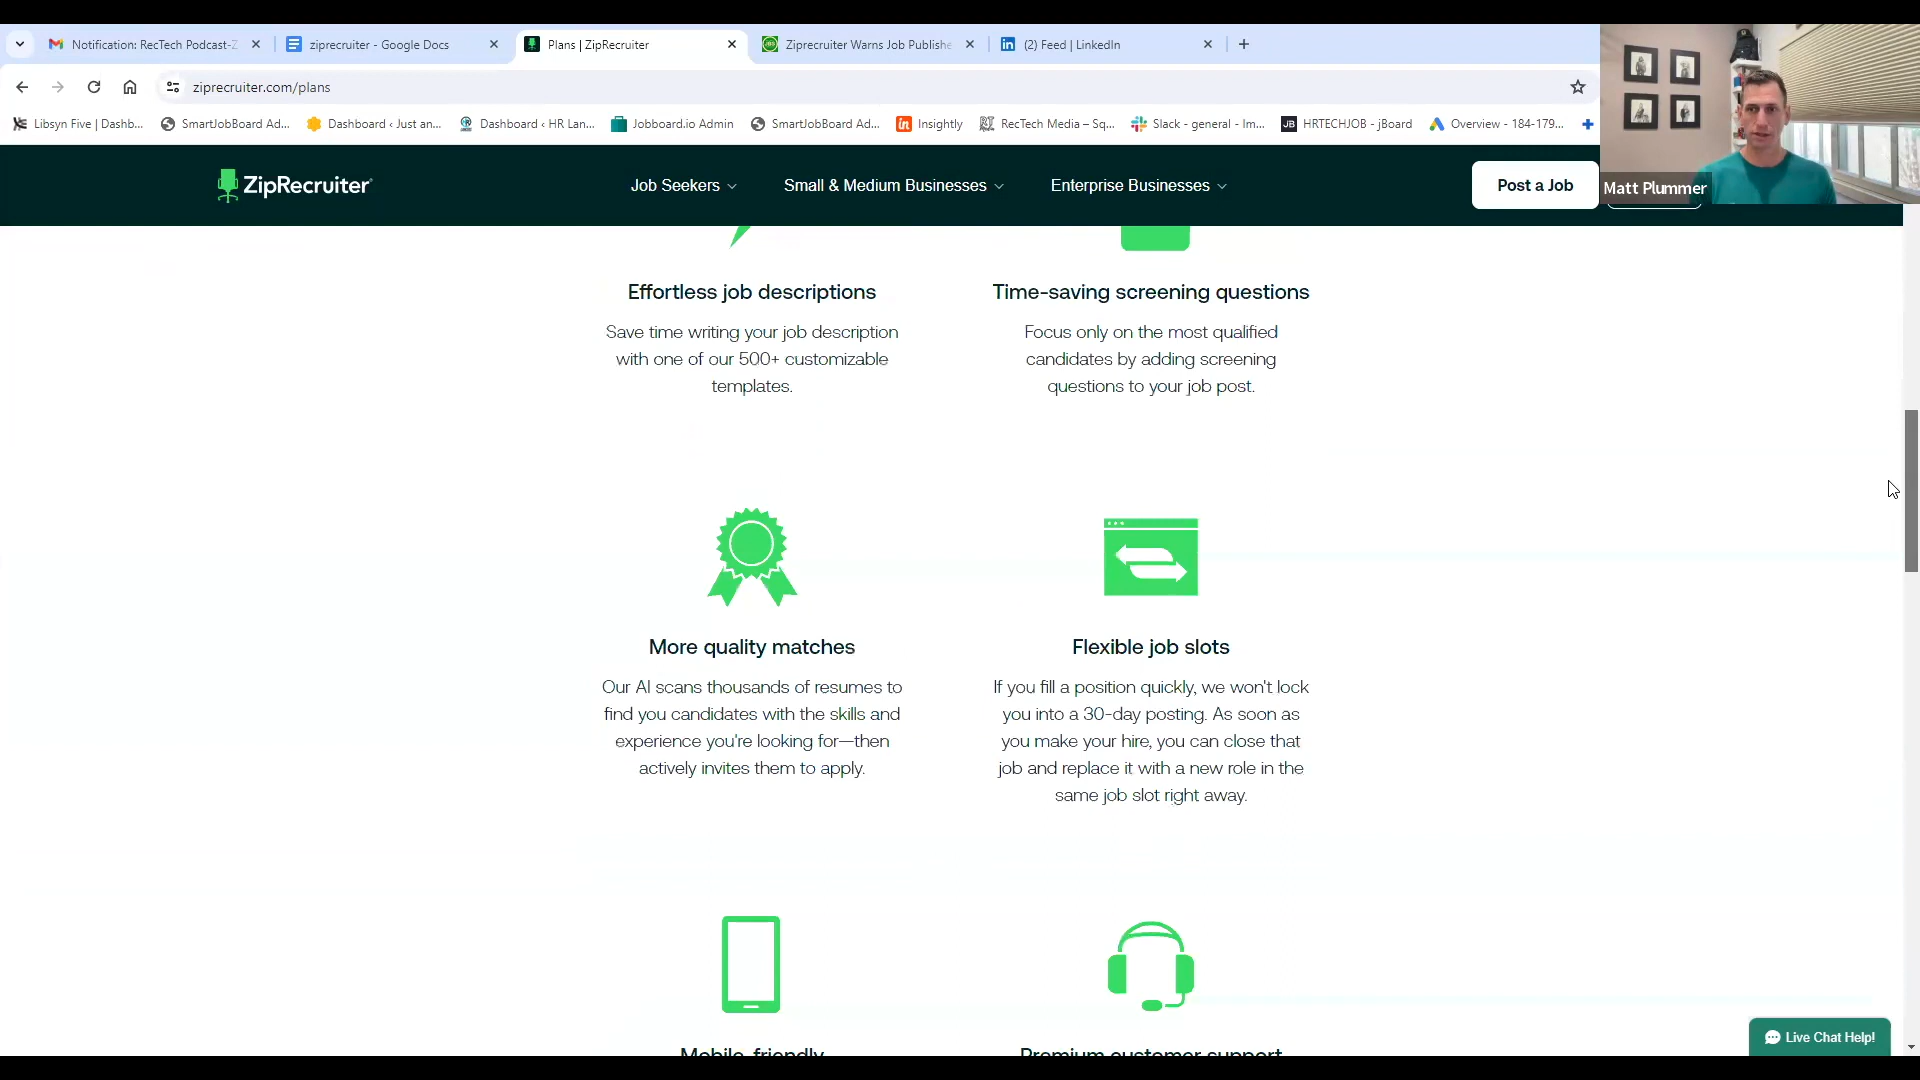 Notification: RecTech Podcast-Z
ziprecruiter - Google Docs
Plans | ZipRecruiter
Ziprecruiter Warns Job Publishe
(2) Feed | LinkedIn
ziprecruiter.com/plans
Libsyn Five | Dashb...
SmartJobBoard Ad...
Dashboard ‹ Just an...
Dashboard ‹ HR Lan...
Jobboard.io Admin
SmartJobBoard Ad...
Insightly
RecTech Media – Sq...
Slack - general - Im...
HRTECHJOB - jBoard
Overview - 184-179...
ZipRecruiter
Job Seekers
Small & Medium Businesses
Enterprise Businesses
Post a Job
Matt Plummer
Effortless job descriptions
Save time writing your job description
with one of our 500+ customizable
templates.
Time-saving screening questions
Focus only on the most qualified
candidates by adding screening
questions to your job post.
More quality matches
Our AI scans thousands of resumes to
find you candidates with the skills and
experience you're looking for—then
actively invites them to apply.
Flexible job slots
If you fill a position quickly, we won't lock
you into a 30-day posting. As soon as
you make your hire, you can close that
job and replace it with a new role in the
same job slot right away.
Mobile-friendly
Premium customer support
Live Chat Help!